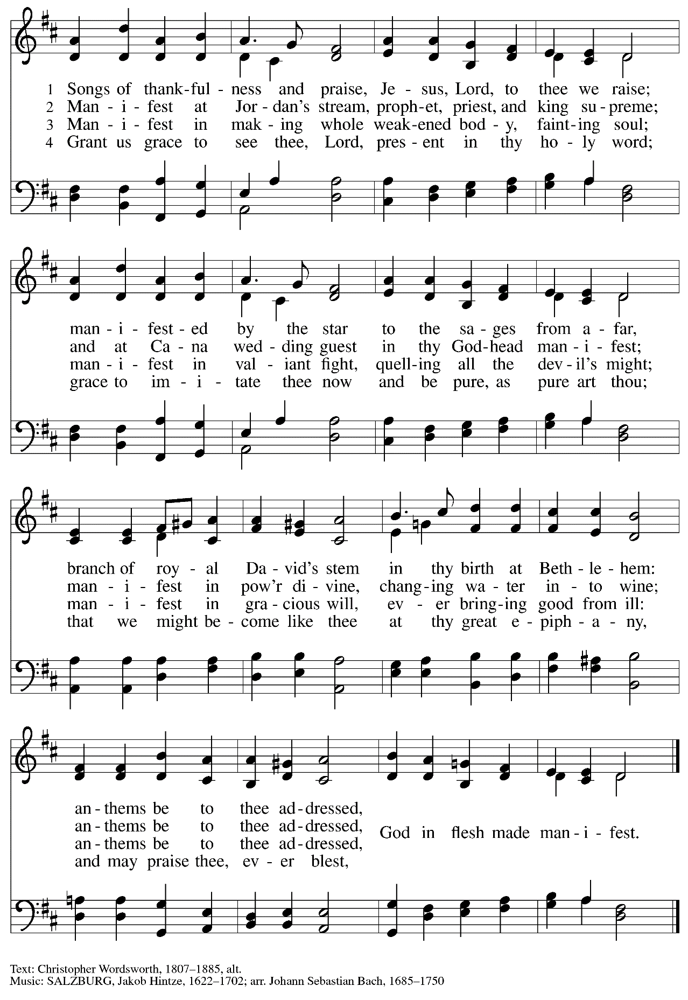 1 Songs of thank-ful - ness and praise, Je - sus, Lord, to thee we raise;
2 Man - i - fest at Jor - dan's stream, proph-et, priest, and king su - preme;
3 Man - i - fest in mak - ing whole weak-ened bod - y, faint-ing soul;
4 Grant us grace to see thee, Lord, pres - ent in thy ho - ly word;
man - i - fest - ed by the star to the sa - ges from a - far,
and at Ca - na wed - ding guest in thy God-head man - i - fest;
man - i - fest in val - iant fight, quell-ing all the dev - il's might;
grace to im - i - tate thee now and be pure, as pure art thou;
branch of roy - al Da - vid's stem in thy birth at Beth - le - hem:
man - i - fest in pow'r di - vine, chang-ing wa - ter in - to wine;
man - i - fest in gra - cious will, ev - er bring-ing good from ill:
that we might be - come like thee at thy great e - piph - a - ny,
an - thems be to thee ad - dressed,
an - thems be to thee ad - dressed,
God in flesh made man - i - fest.
an - thems be to thee ad - dressed,
and may praise thee, ev - er blest,
Text: Christopher Wordsworth, 1807–1885, alt.
Music: SALZBURG, Jakob Hintze, 1622–1702; arr. Johann Sebastian Bach, 1685–1750